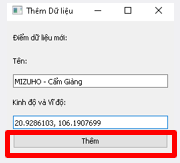 Thêm Dữ liệu
Điểm dữ liệu mới:
Tên:
MIZUHO - Cẩm Giảng
Kinh độ và Vĩ độ:
20.9286103, 106.1907699
Thêm